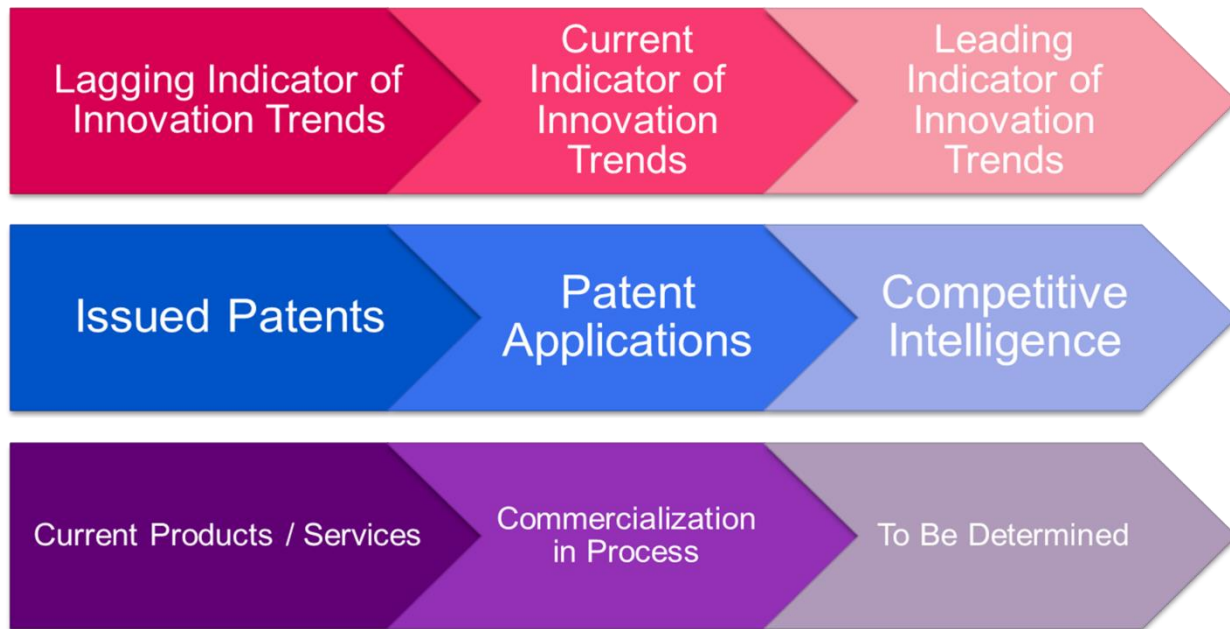 Lagging Indicator of
Innovation Trends
Current
Indicator of
Innovation
Trends
Leading
Indicator of
Innovation
Trends
Issued Patents
Patent
Applications
Competitive
Intelligence
Current Products / Services
Commercialization
in Process
To Be Determined